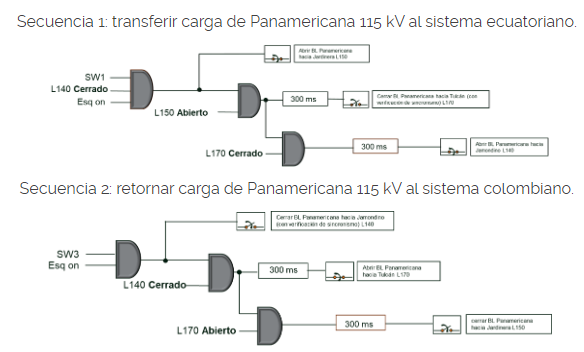 Secuencia 1: transferir carga de Panamericana 115 kV al sistema ecuatoriano.
Abrir BL Panamericana
hacia Jardinera L150
SW1
L140 Cerrado
Esq on
L150 Abierto
300 ms
Cerrar BL Panamericana hacia Tulcán (con
verificación de sincronismo) L170
L170 Cerrado
300 ms
Abrir BL Panamericana hacia
Jamondino L140
Secuencia 2: retornar carga de Panamericana 115 kV al sistema colombiano.
Cerrar BL Panamericana hacia Jamondino
(con verificación de sincronismo) L140
SW3
Esq on
L140 Cerrado
300 ms
Abrir BL Panamericana
hacia Tulcán L170
L170 Abierto
300 ms
cerrar BL Panamericana
hacia Jardinera L150